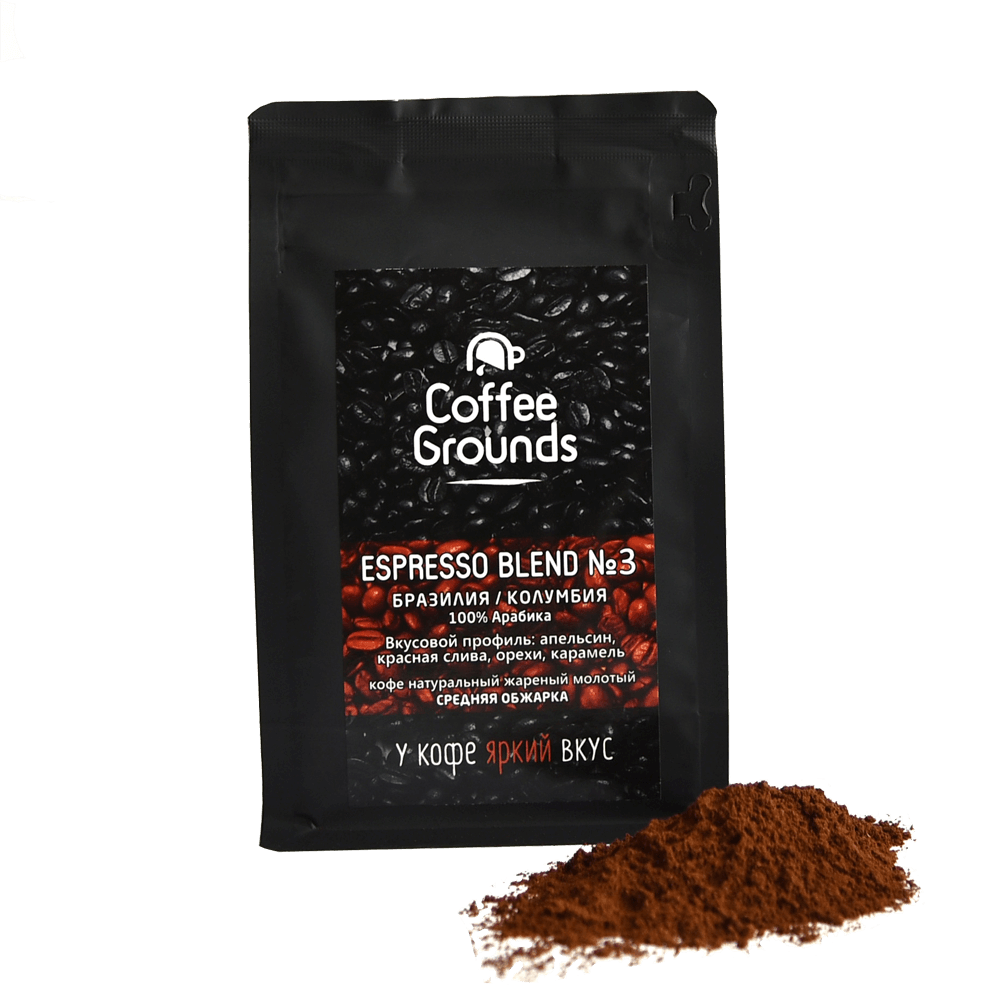 Coffee
Grounds
ESPRESSO BLEND №3
БРАЗИЛИЯ / КОЛУМБИЯ
100% Арабика
Вкусовой профиль: апельсин,
красная слива, орехи, карамель
кофе натуральный жареный молотый
СРЕДНЯЯ ОБЖАРКА
У КОФЕ ЯРКИЙ ВКУС